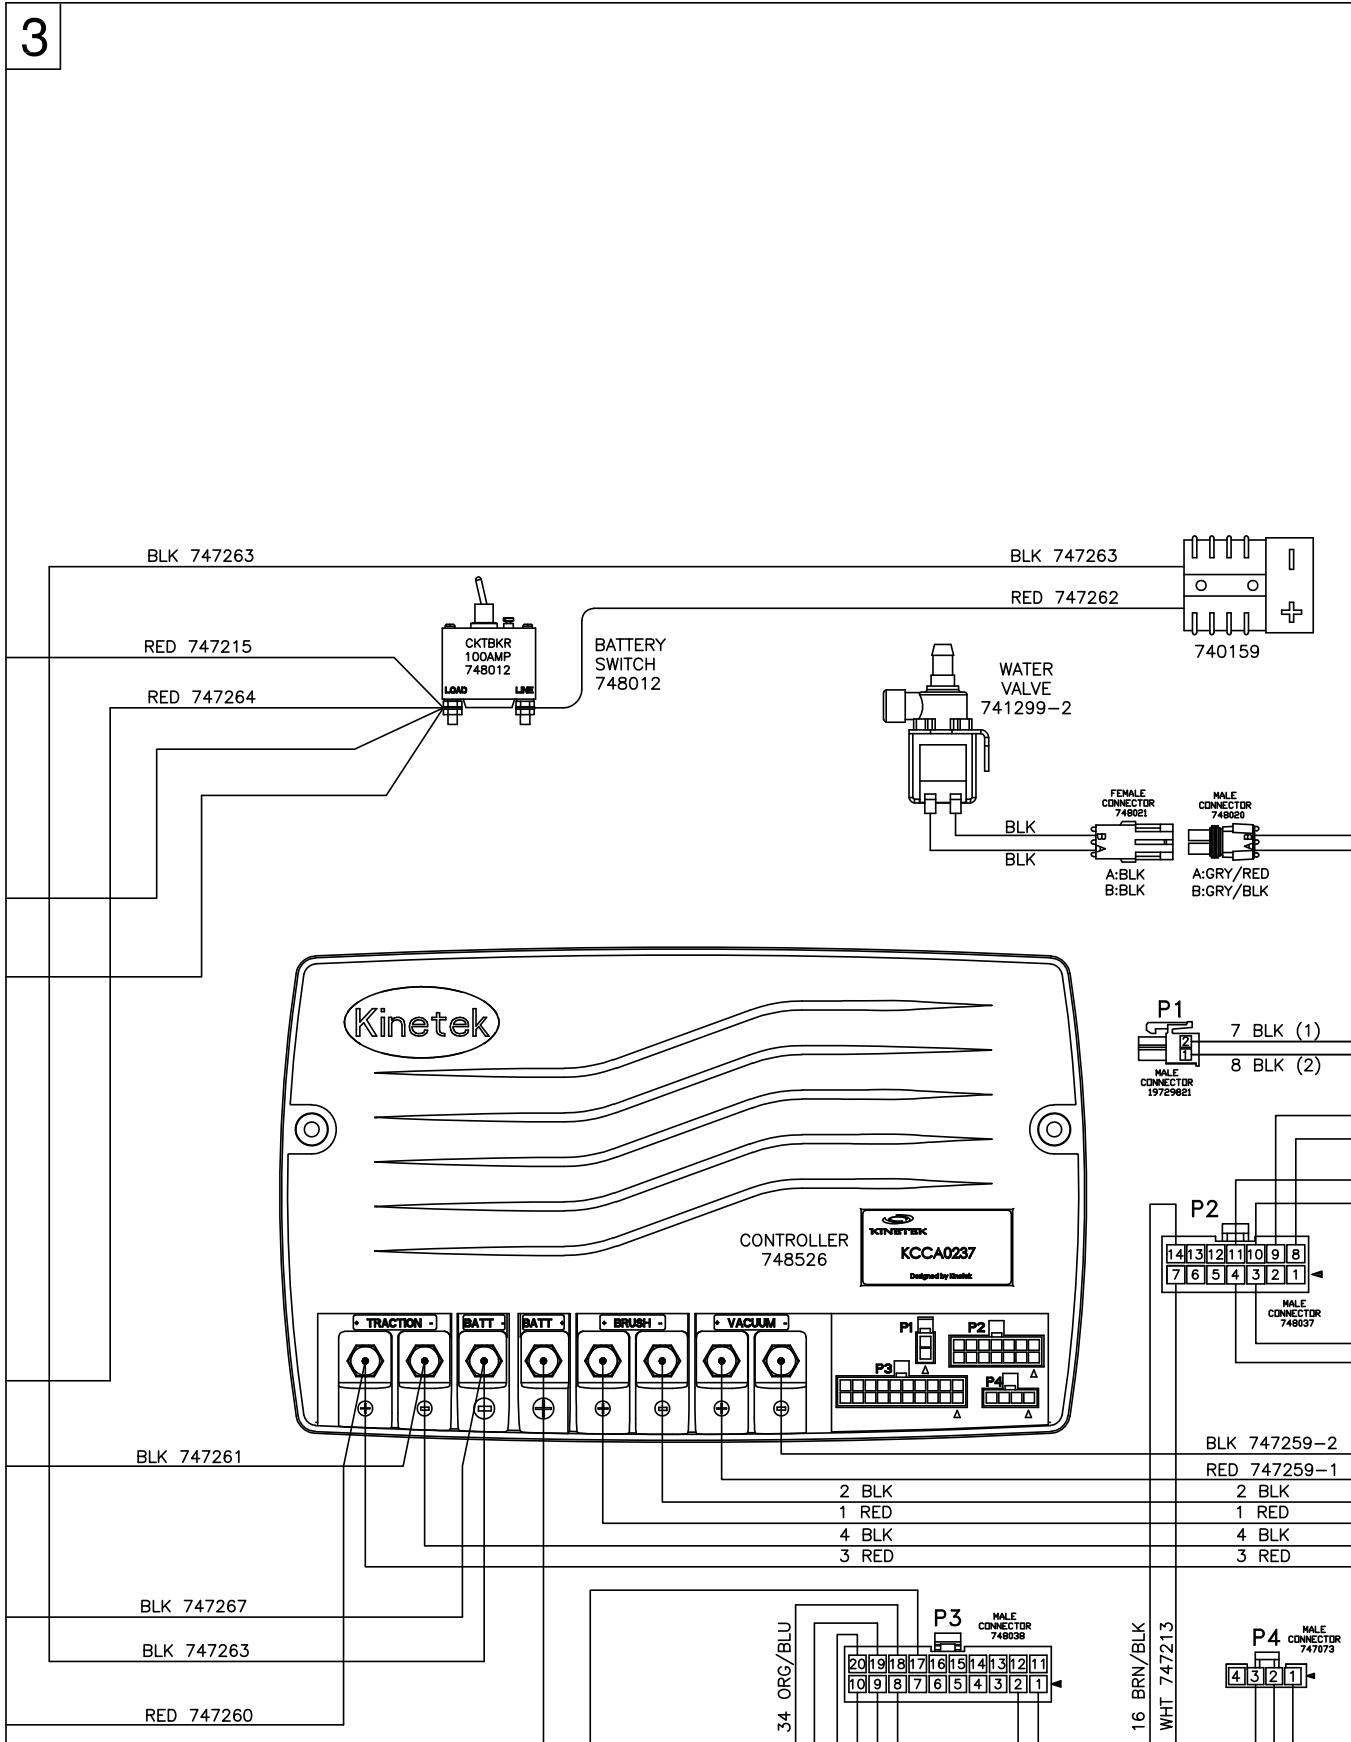 3
BLK 747263
BLK 747263
RED 747262
RED 747215
RED 747264
CKTBKR
100AMP
748012
LOAD LINE
BATTERY
SWITCH
748012
740159
WATER
VALVE
741299-2
FEMALE
CONNECTOR
748021
MALE
CONNECTOR
748020
BLK
BLK
B
A
B
A
A:BLK
B:BLK
A:GRY/RED
B:GRY/BLK
Kinetek
P1
2
1
7 BLK (1)
8 BLK (2)
MALE
CONNECTOR
19729821
P2
14 13 12 11 10 9 8
7 6 5 4 3 2 1
MALE
CONNECTOR
748037
CONTROLLER
748526
KINETEK
KCCA0237
Designed by Kinetek
+ TRACTION -
BATT -
BATT +
+ BRUSH -
+ VACUUM -
P1
P2
P3
P4
BLK 747261
BLK 747259-2
RED 747259-1
2 BLK
2 BLK
1 RED
1 RED
4 BLK
4 BLK
3 RED
3 RED
BLK 747267
BLK 747263
RED 747260
34 ORG/BLU
P3
MALE
CONNECTOR
748038
20 19 18 17 16 15 14 13 12 11
10 9 8 7 6 5 4 3 2 1
16 BRN/BLK
WHT 747213
P4
MALE
CONNECTOR
747073
4 3 2 1